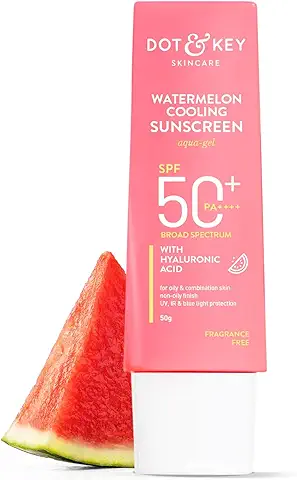 DOT & KEY
SKINCARE
WATERMELON
COOLING
SUNSCREEN
aqua-gel
SPF
50+
PA++++
BROAD SPECTRUM
WITH
HYALURONIC
ACID
for oily & combination skin
non-oily finish
UV, IR & blue light protection
50g
FRAGRANCE
FREE